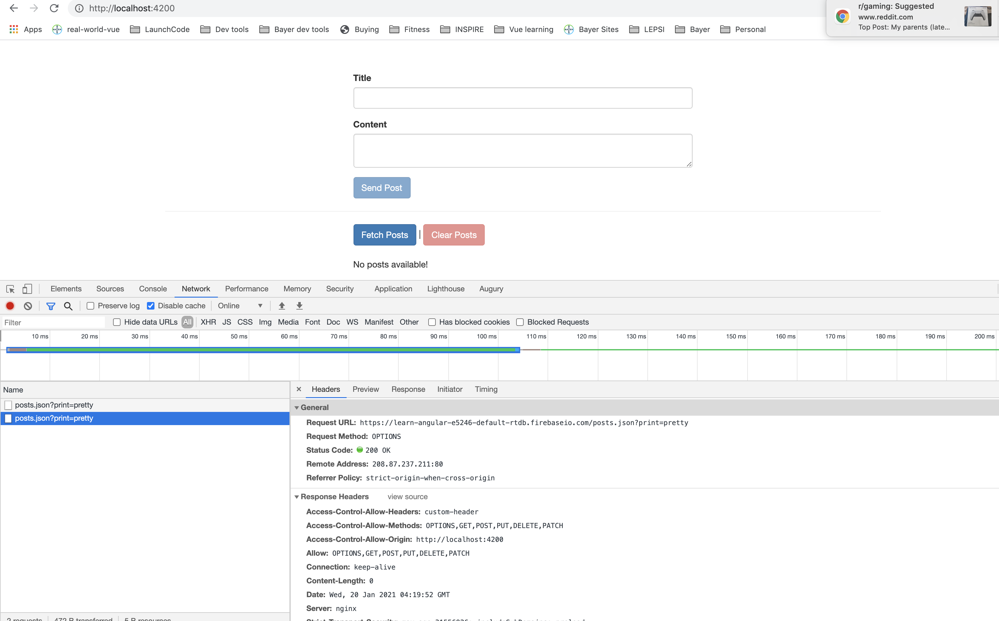 http://localhost:4200
r/gaming: Suggested
www.reddit.com
Top Post: My parents (late...
Apps real-world-vue LaunchCode Dev tools Bayer dev tools Buying Fitness INSPIRE Vue learning Bayer Sites LEPSI Bayer Personal
Title
Content
Send Post
Fetch Posts | Clear Posts
No posts available!
Elements Sources Console Network Performance Memory Security Application Lighthouse Augury
Preserve log Disable cache Online
Filter Hide data URLs All XHR JS CSS Img Media Font Doc WS Manifest Other Has blocked cookies Blocked Requests
10 ms 20 ms 30 ms 40 ms 50 ms 60 ms 70 ms 80 ms 90 ms 100 ms 110 ms 120 ms 130 ms 140 ms 150 ms 160 ms 170 ms 180 ms 190 ms 200 ms
Name
posts.json?print=pretty
posts.json?print=pretty
× Headers Preview Response Initiator Timing
General
Request URL: https://learn-angular-e5246-default-rtdb.firebaseio.com/posts.json?print=pretty
Request Method: OPTIONS
Status Code: 200 OK
Remote Address: 208.87.237.211:80
Referrer Policy: strict-origin-when-cross-origin
Response Headers view source
Access-Control-Allow-Headers: custom-header
Access-Control-Allow-Methods: OPTIONS,GET,POST,PUT,DELETE,PATCH
Access-Control-Allow-Origin: http://localhost:4200
Allow: OPTIONS,GET,POST,PUT,DELETE,PATCH
Connection: keep-alive
Content-Length: 0
Date: Wed, 20 Jan 2021 04:19:52 GMT
Server: nginx
2 requests 472 B transferred 5 B resources